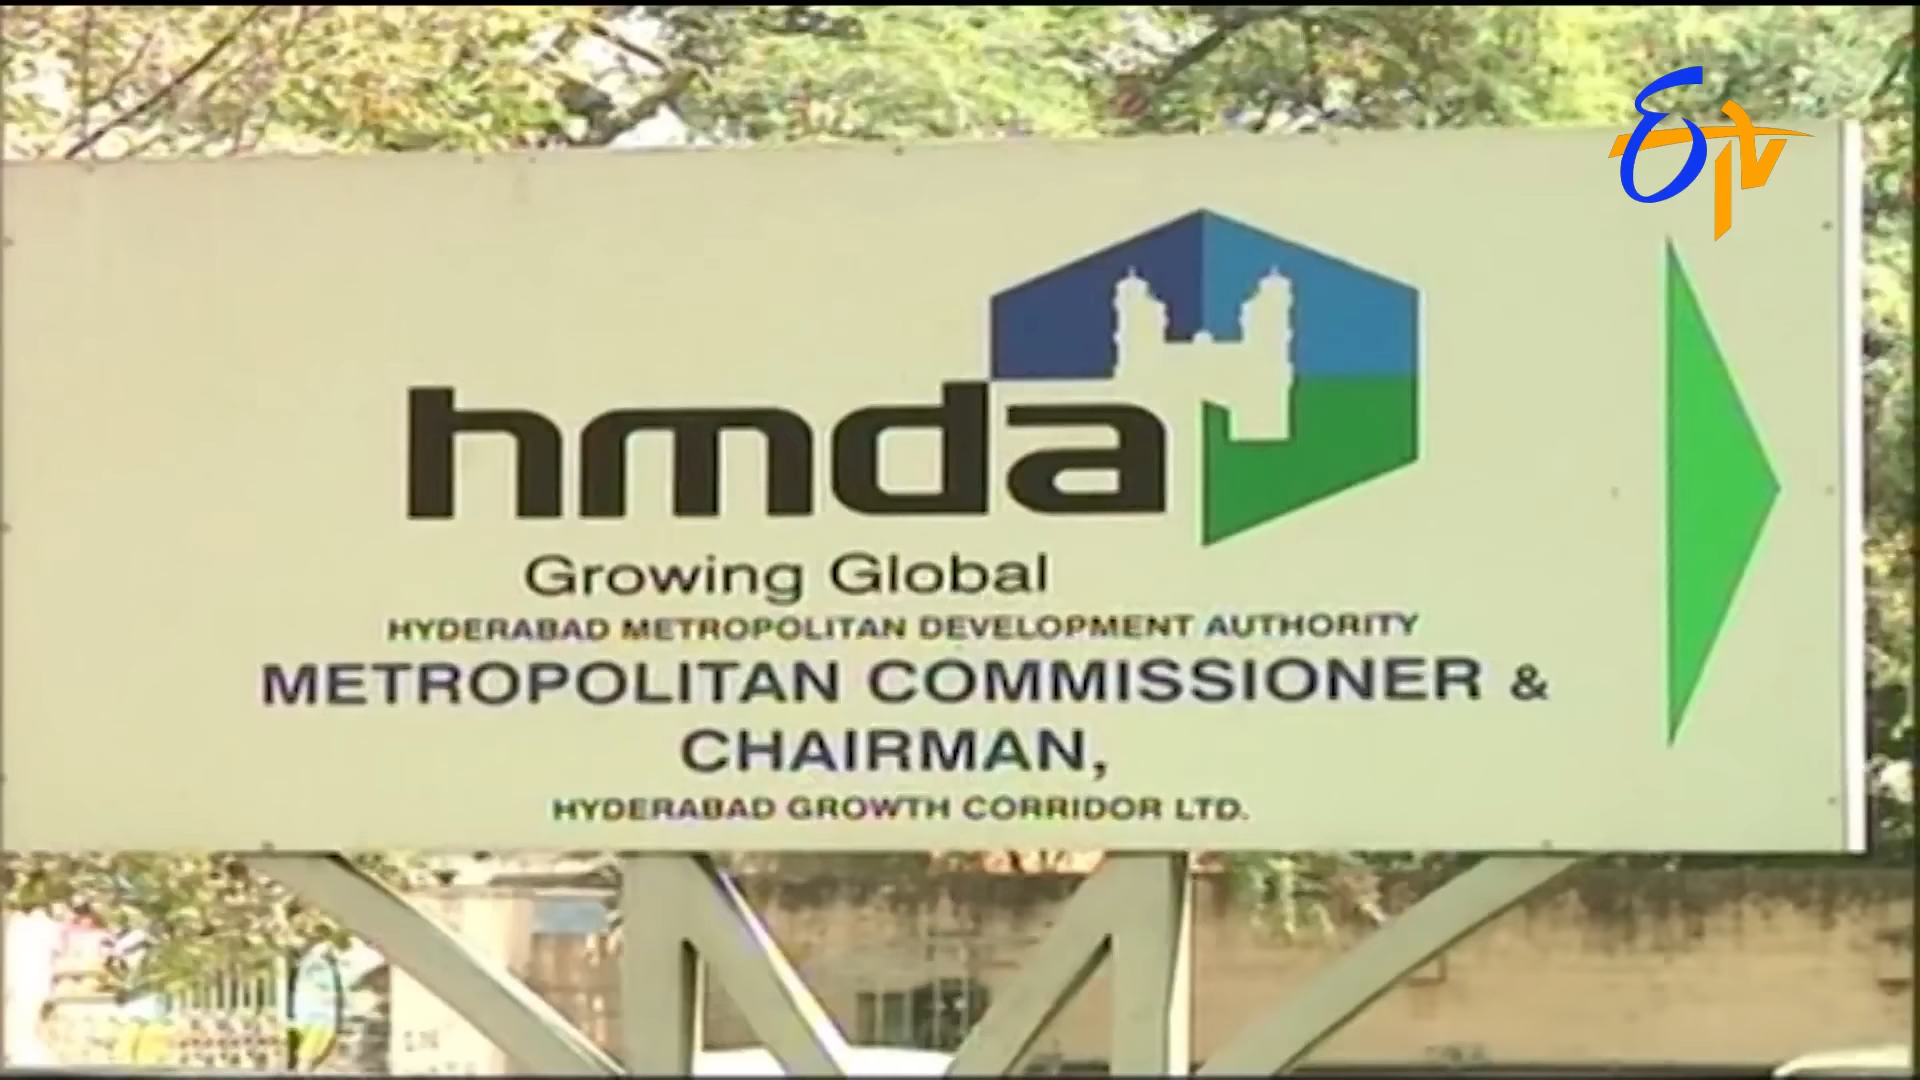 ETV
hmda
Growing Global
HYDERABAD METROPOLITAN DEVELOPMENT AUTHORITY
METROPOLITAN COMMISSIONER &
CHAIRMAN,
HYDERABAD GROWTH CORRIDOR LTD.